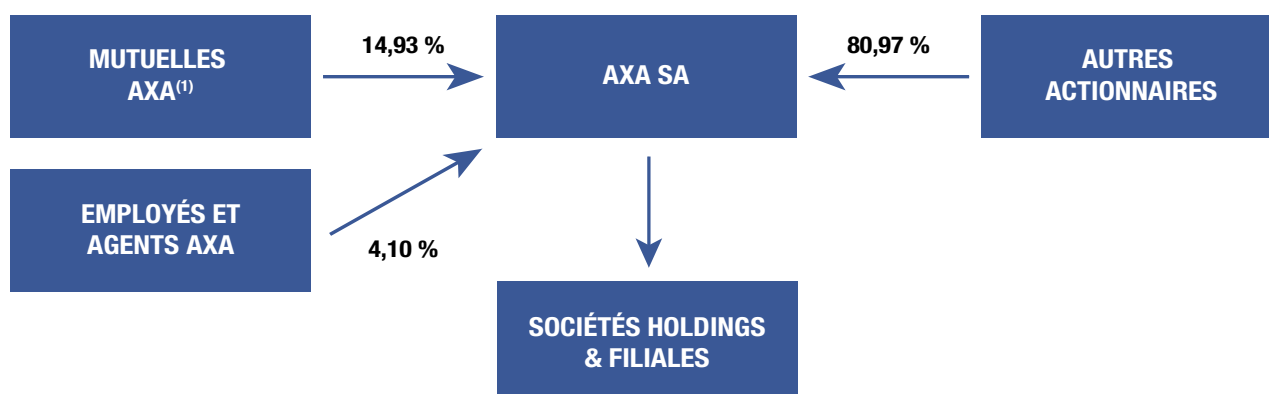 MUTUELLES
AXA(1)
14,93 %
AXA SA
80,97 %
AUTRES
ACTIONNAIRES
EMPLOYÉS ET
AGENTS AXA
4,10 %
SOCIÉTÉS HOLDINGS
& FILIALES